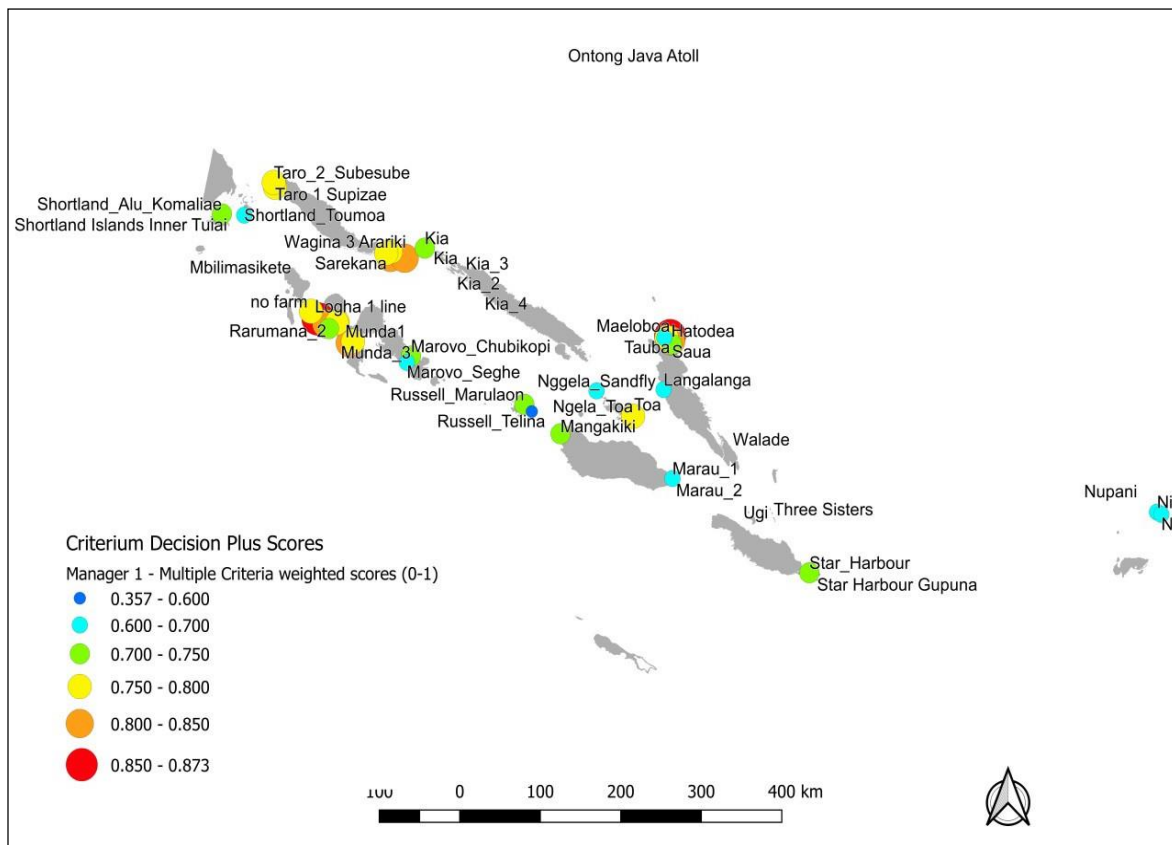 Ontong Java Atoll
Taro_2_Subesube
Taro 1 Supizae
Shortland_Alu_Komaliae
Shortland_Toumoa
Shortland Islands Inner Tuiai
Wagina 3 Arariki
Kia
Sarekana
Kia
Kia_3
Mbilimasikete
Kia_2
no farm
Logha 1 line
Kia_4
Rarumana_2
Munda1
Maeloboa
Hatodea
Munda_3
Marovo_Chubikopi
Tauba
Saua
Marovo_Seghe
Nggela_Sandfly
Langalanga
Russell_Marulaon
Ngela_Toa
Toa
Russell_Telina
Mangakiki
Walade
Marau_1
Marau_2
Nupani
Ni
N
Ugi
Three Sisters
Star_Harbour
Star Harbour Gupuna
Criterium Decision Plus Scores
Manager 1 - Multiple Criteria weighted scores (0-1)
0.357 - 0.600
0.600 - 0.700
0.700 - 0.750
0.750 - 0.800
0.800 - 0.850
0.850 - 0.873
100 0 100 200 300 400 km